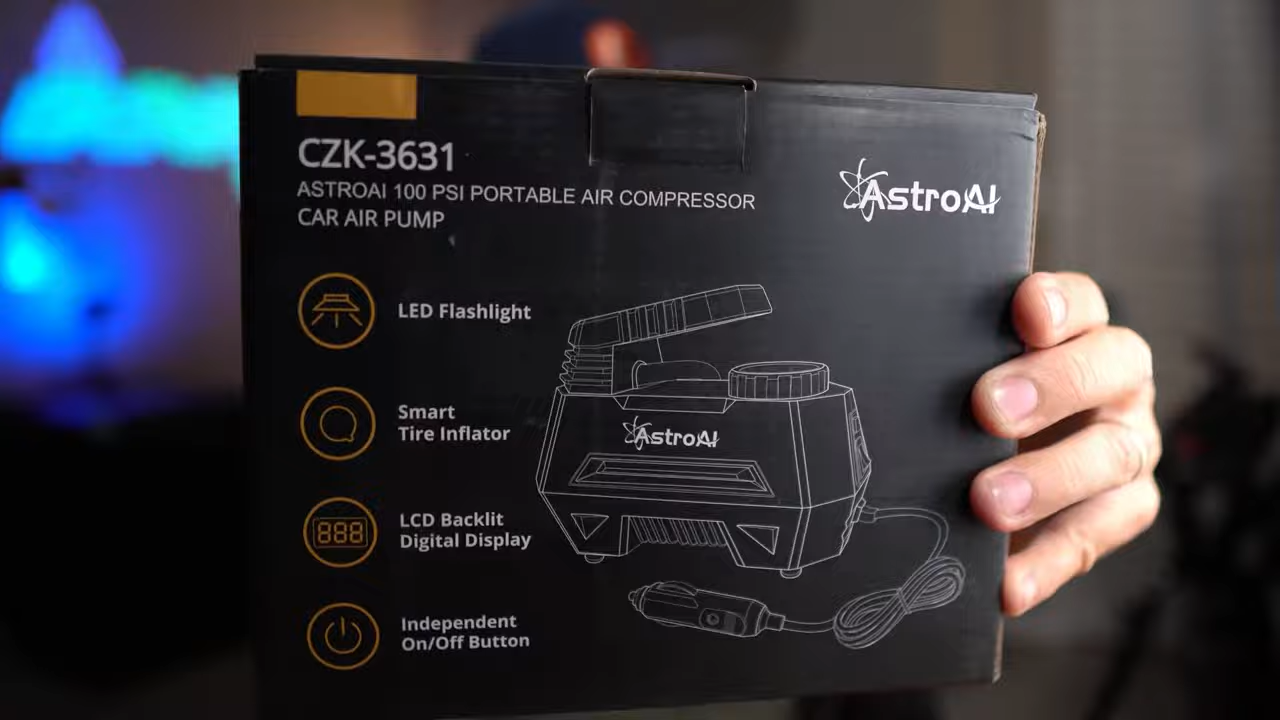 CZK-3631
ASTROAI 100 PSI PORTABLE AIR COMPRESSOR
CAR AIR PUMP
AstroAI
LED Flashlight
Smart
Tire Inflator
AstroAI
888
LCD Backlit
Digital Display
Independent
On/Off Button